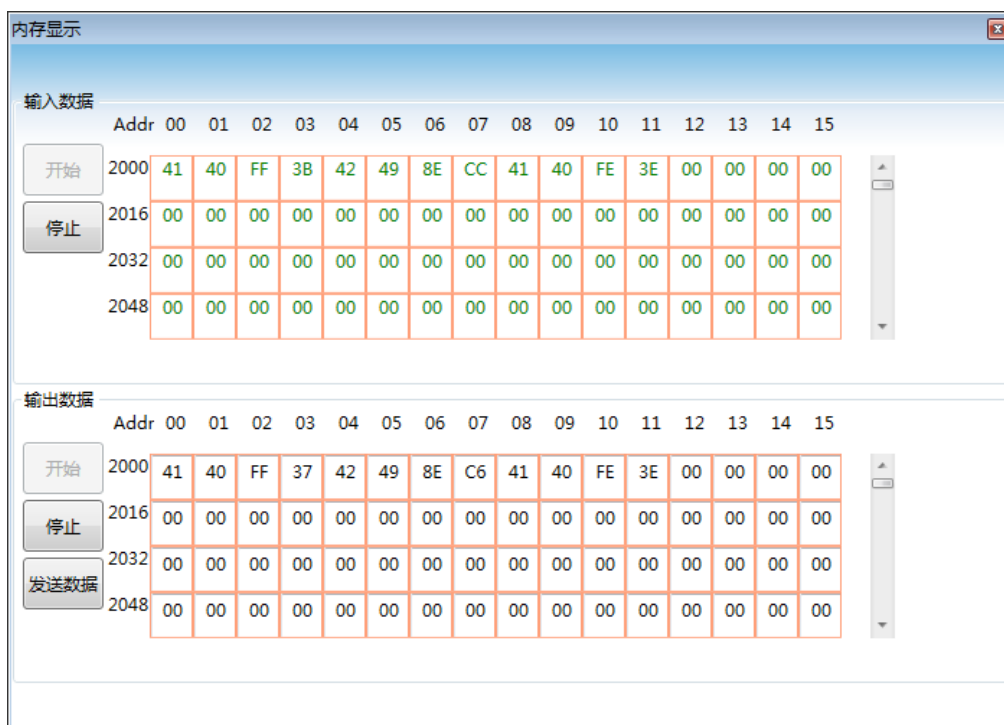 内存显示
输入数据
Addr 00 01 02 03 04 05 06 07 08 09 10 11 12 13 14 15
开始 2000 41 40 FF 3B 42 49 8E CC 41 40 FE 3E 00 00 00 00
停止 2016 00 00 00 00 00 00 00 00 00 00 00 00 00 00 00 00
2032 00 00 00 00 00 00 00 00 00 00 00 00 00 00 00 00
2048 00 00 00 00 00 00 00 00 00 00 00 00 00 00 00 00
输出数据
Addr 00 01 02 03 04 05 06 07 08 09 10 11 12 13 14 15
开始 2000 41 40 FF 37 42 49 8E C6 41 40 FE 3E 00 00 00 00
停止 2016 00 00 00 00 00 00 00 00 00 00 00 00 00 00 00 00
发送数据 2032 00 00 00 00 00 00 00 00 00 00 00 00 00 00 00 00
2048 00 00 00 00 00 00 00 00 00 00 00 00 00 00 00 00